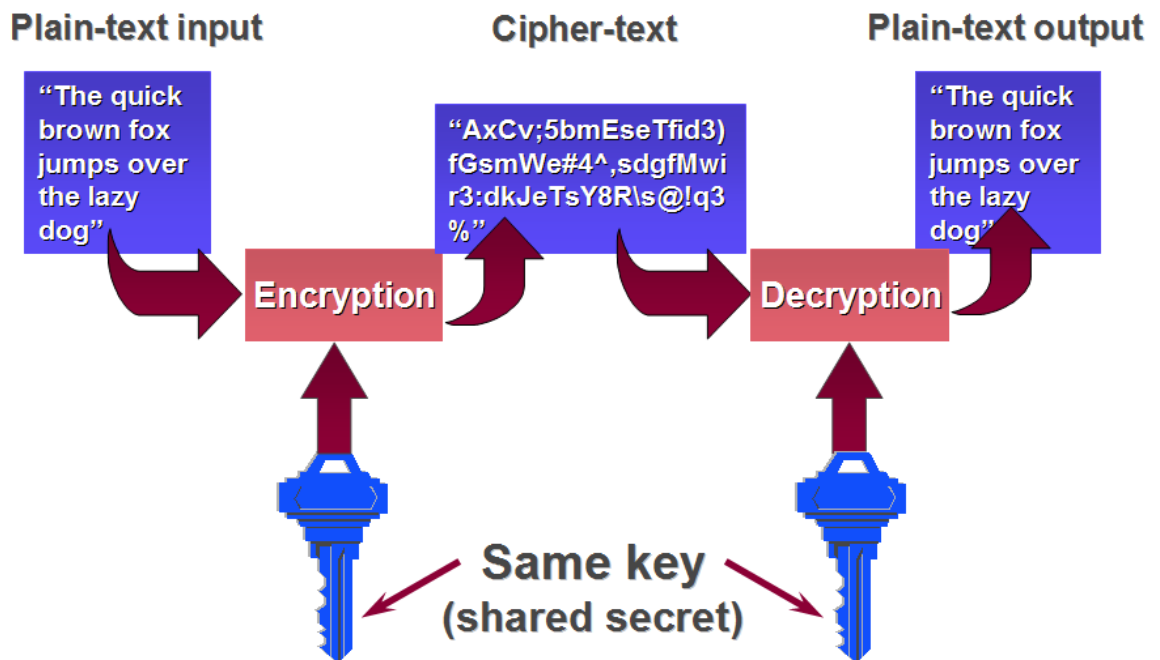 Plain-text input
Cipher-text
Plain-text output
“The quick
brown fox
jumps over
the lazy
dog”
“AxCv;5bmEseTfid3)
fGsmWe#4^,sdgfMwi
r3:dkJeTsY8R\s@!q3
%”
“The quick
brown fox
jumps over
the lazy
dog”
Encryption
Decryption
Same key
(shared secret)